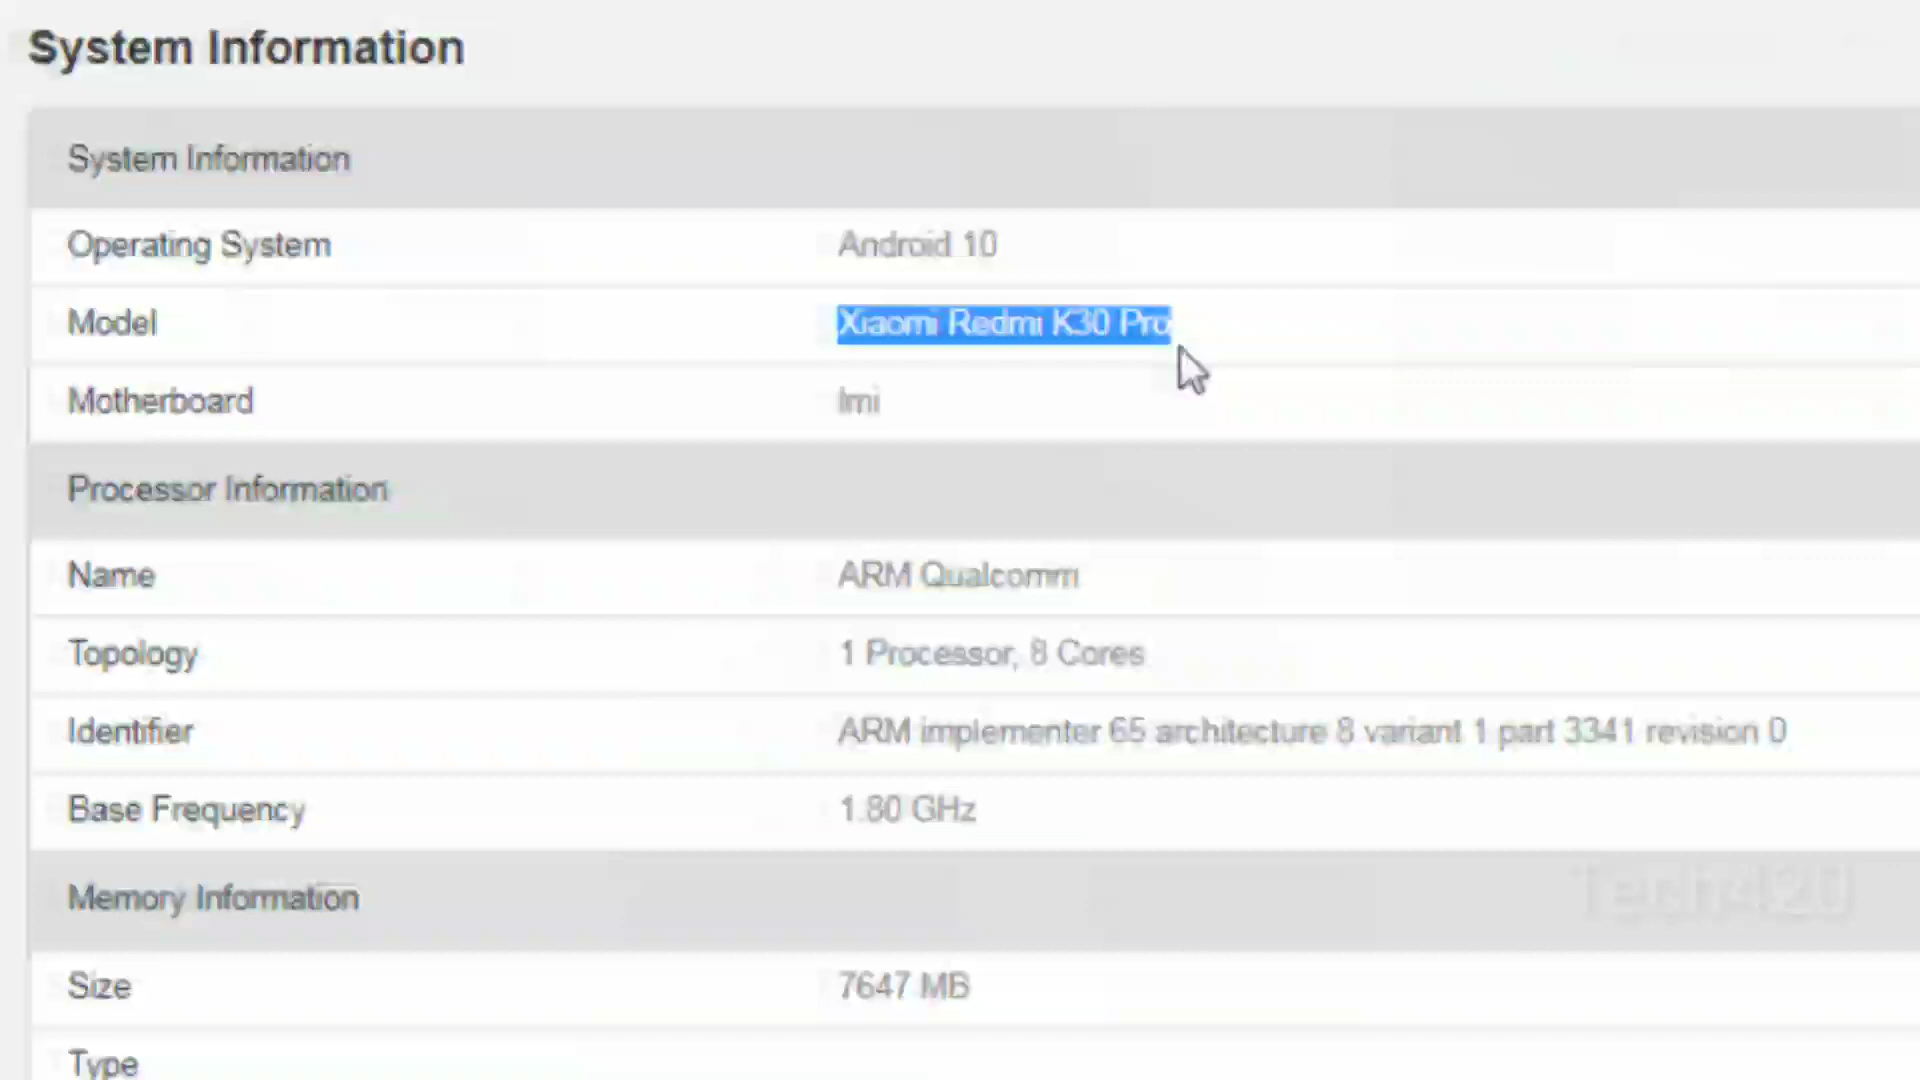 System Information
System Information
Operating System Android 10
Model Xiaomi Redmi K30 Pro
Motherboard lmi
Processor Information
Name ARM Qualcomm
Topology 1 Processor, 8 Cores
Identifier ARM implementer 65 architecture 8 variant 1 part 3341 revision 0
Base Frequency 1.80 GHz
Memory Information
Tech420
Size 7647 MB
Type